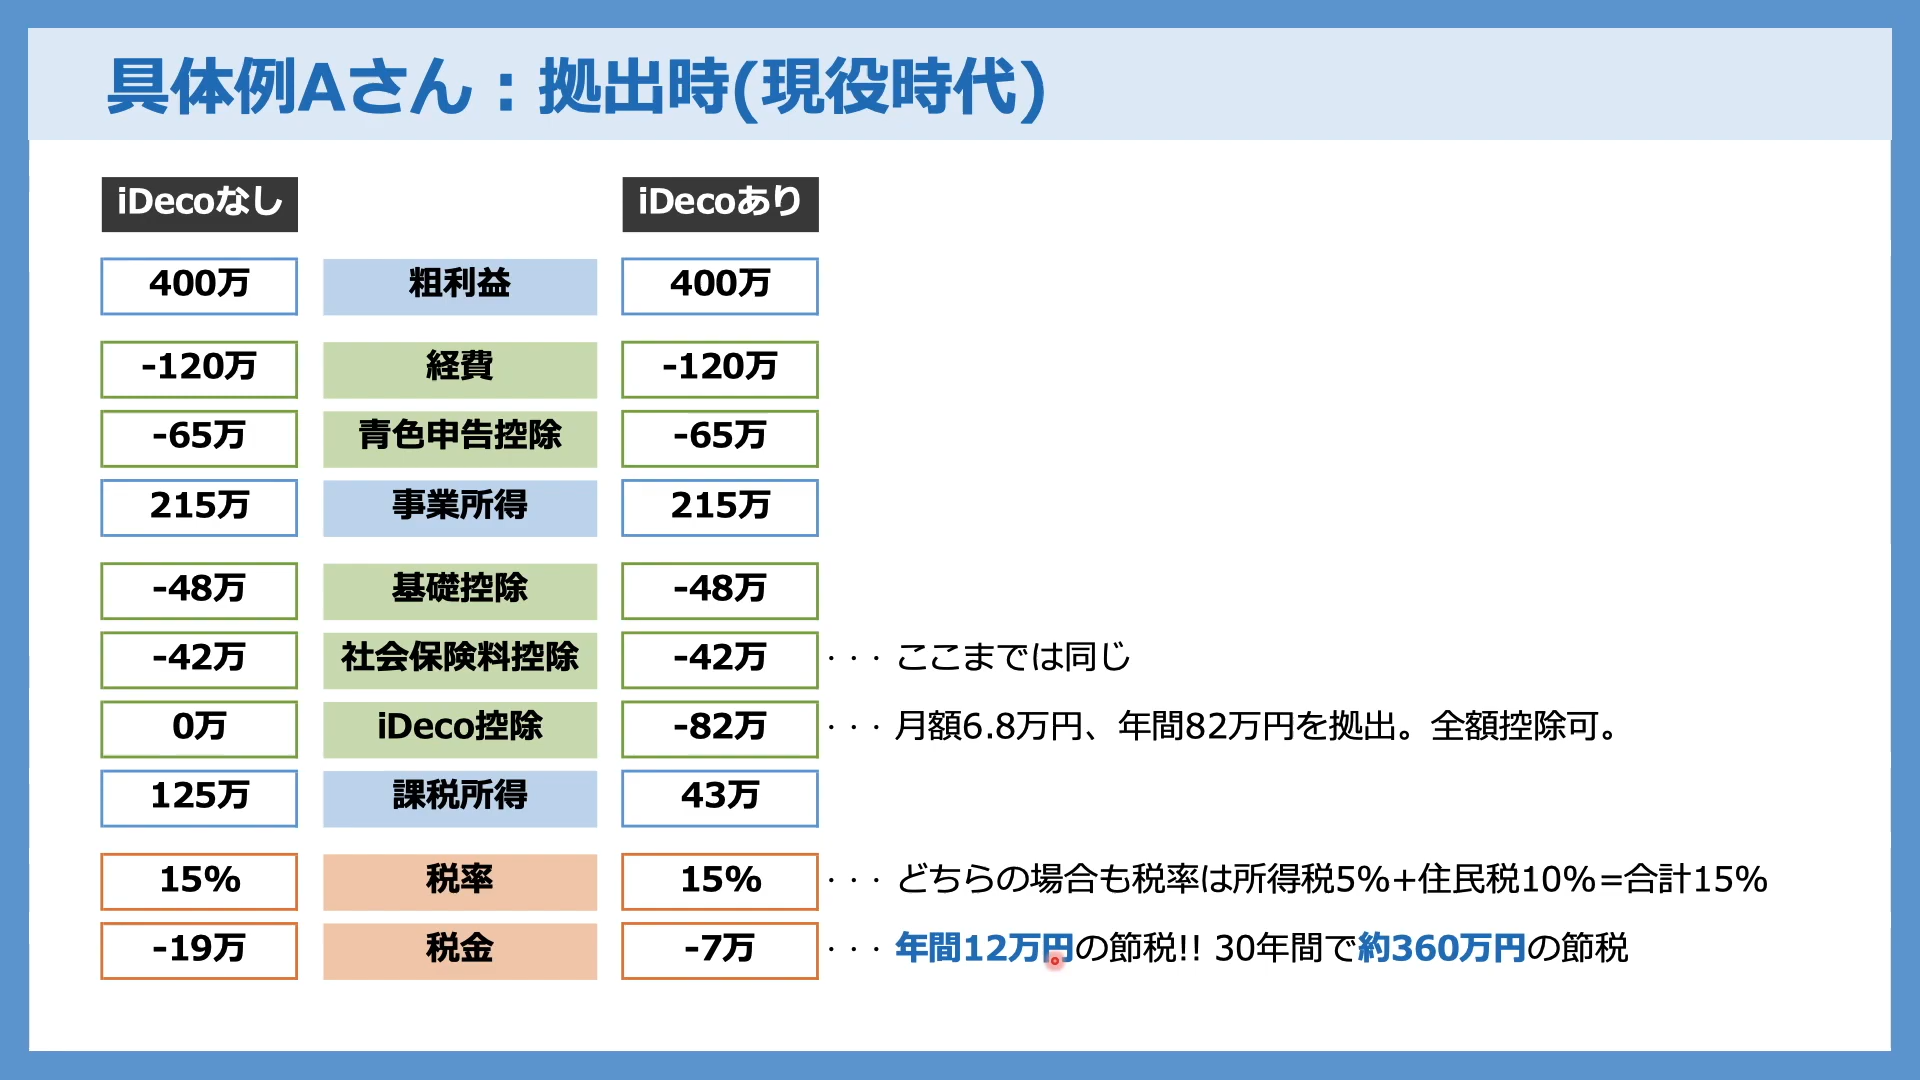 具体例Aさん：拠出時(現役時代)
iDecoなし iDecoあり
400万 粗利益 400万
-120万 経費 -120万
-65万 青色申告控除 -65万
215万 事業所得 215万
-48万 基礎控除 -48万
-42万 社会保険料控除 -42万 ･･･ ここまでは同じ
0万 iDeco控除 -82万 ･･･ 月額6.8万円、年間82万円を拠出。全額控除可。
125万 課税所得 43万
15% 税率 15% ･･･ どちらの場合も税率は所得税5%+住民税10%=合計15%
-19万 税金 -7万 ･･･ 年間12万円の節税!! 30年間で約360万円の節税